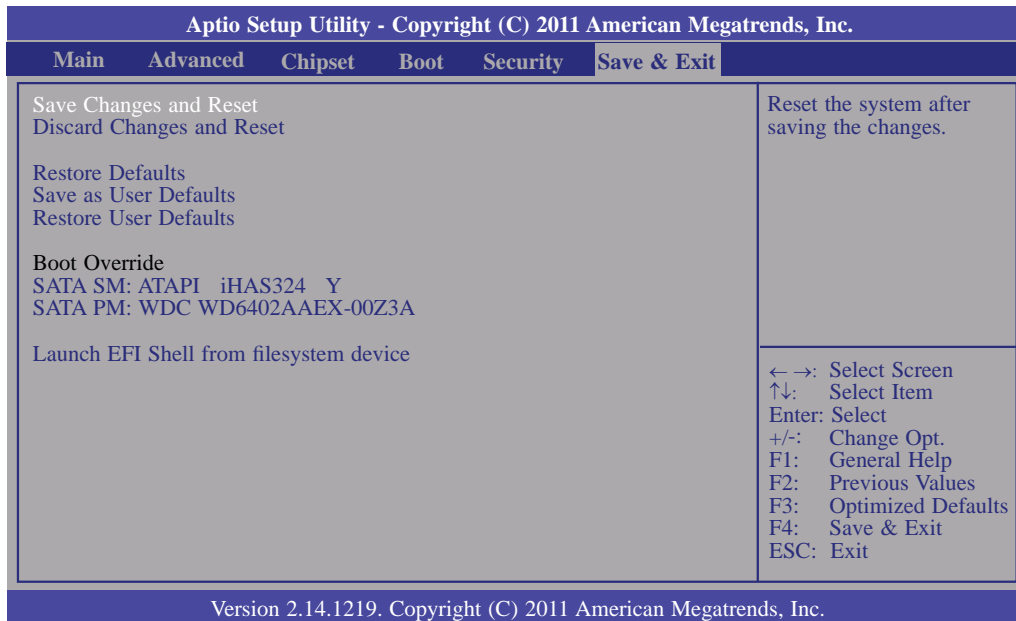 Aptio Setup Utility - Copyright (C) 2011 American Megatrends, Inc.
Main Advanced Chipset Boot Security Save & Exit
Save Changes and Reset
Discard Changes and Reset
Restore Defaults
Save as User Defaults
Restore User Defaults
Boot Override
SATA SM: ATAPI iHAS324 Y
SATA PM: WDC WD6402AAEX-00Z3A
Launch EFI Shell from filesystem device
Reset the system after
saving the changes.
← →: Select Screen
↑↓: Select Item
Enter: Select
+/-: Change Opt.
F1: General Help
F2: Previous Values
F3: Optimized Defaults
F4: Save & Exit
ESC: Exit
Version 2.14.1219. Copyright (C) 2011 American Megatrends, Inc.